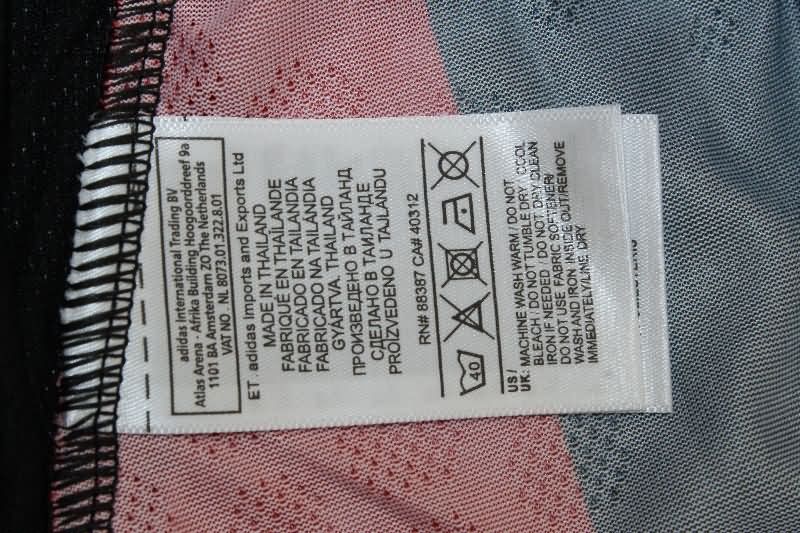 adidas International Trading BV
Atlas Arena - Afrika Building Hoogoorddreef 9a
1101 BA Amsterdam ZO The Netherlands
VAT NO. NL 8073.01.322.B.01
ET. adidas Imports and Exports Ltd
MADE IN THAILAND
FABRIQUÉ EN THAÏLANDE
FABRICADO EN TAILANDIA
FABRICADO NA TAILÂNDIA
GYÁRTVA. THAILAND
ПРОИЗВЕДЕНО В ТАЙЛАНД
СДЕЛАНО В ТАИЛАНДЕ
PROIZVEDENO U TAJLANDU
RN# 88387 CA# 40312
40
US /
UK: MACHINE WASH WARM / DO NOT
BLEACH / DO NOT TUMBLE DRY / COOL
IRON IF NEEDED / DO NOT DRY CLEAN
DO NOT USE FABRIC SOFTENER/
WASH AND IRON INSIDE OUT/REMOVE
IMMEDIATELY/LINE DRY